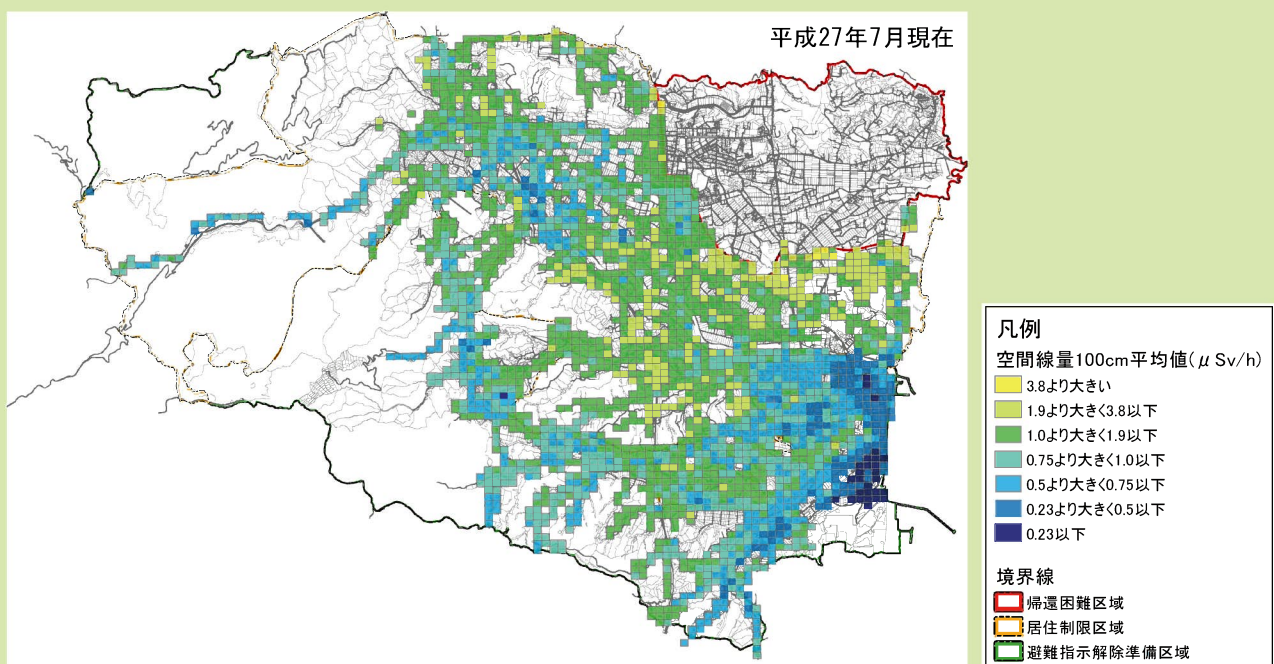 平成27年7月現在
凡例
空間線量100cm平均値(μSv/h)
3.8より大きい
1.9より大きく3.8以下
1.0より大きく1.9以下
0.75より大きく1.0以下
0.5より大きく0.75以下
0.23より大きく0.5以下
0.23以下
境界線
帰還困難区域
居住制限区域
避難指示解除準備区域